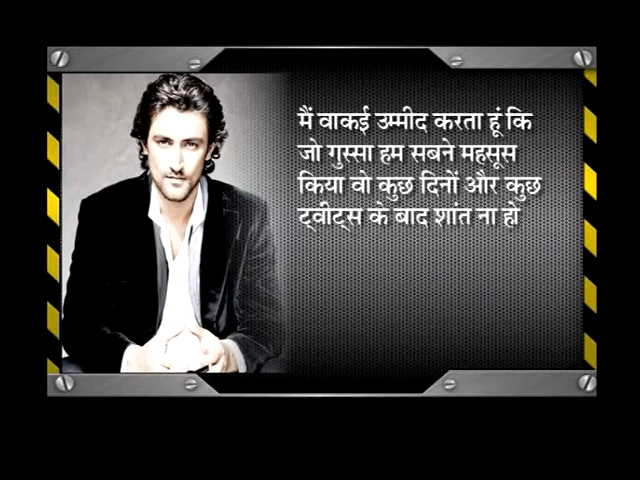 मैं वाकई उम्मीद करता हूं कि
जो गुस्सा हम सबने महसूस
किया वो कुछ दिनों और कुछ
ट्वीट्स के बाद शांत ना हो